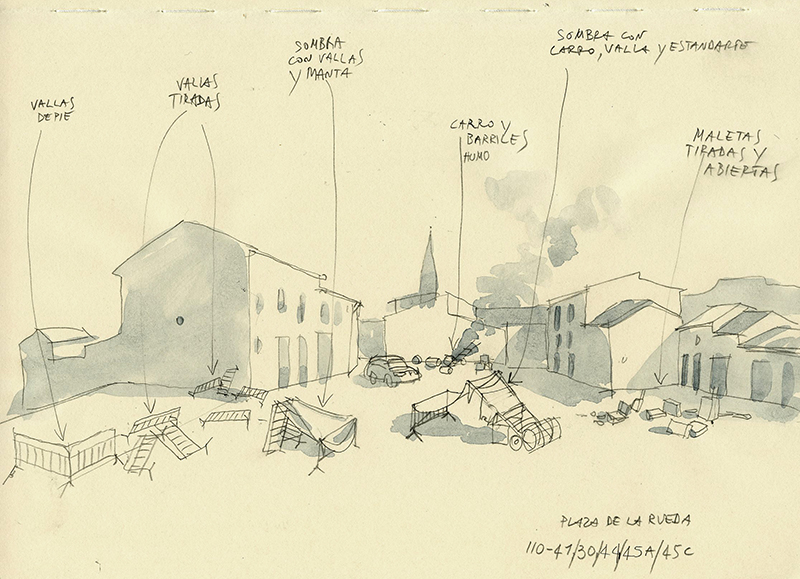 VALLAS
DE PIE
VALLAS
TIRADAS
SOMBRA
CON VALLAS
Y MANTA
CARRO Y
BARRILES
HUMO
SOMBRA CON
CARRO, VALLA Y ESTANDARTE
MALETAS
TIRADAS Y
ABIERTAS
PLAZA DE LA RUEDA
110-41/30/44/45A/45C